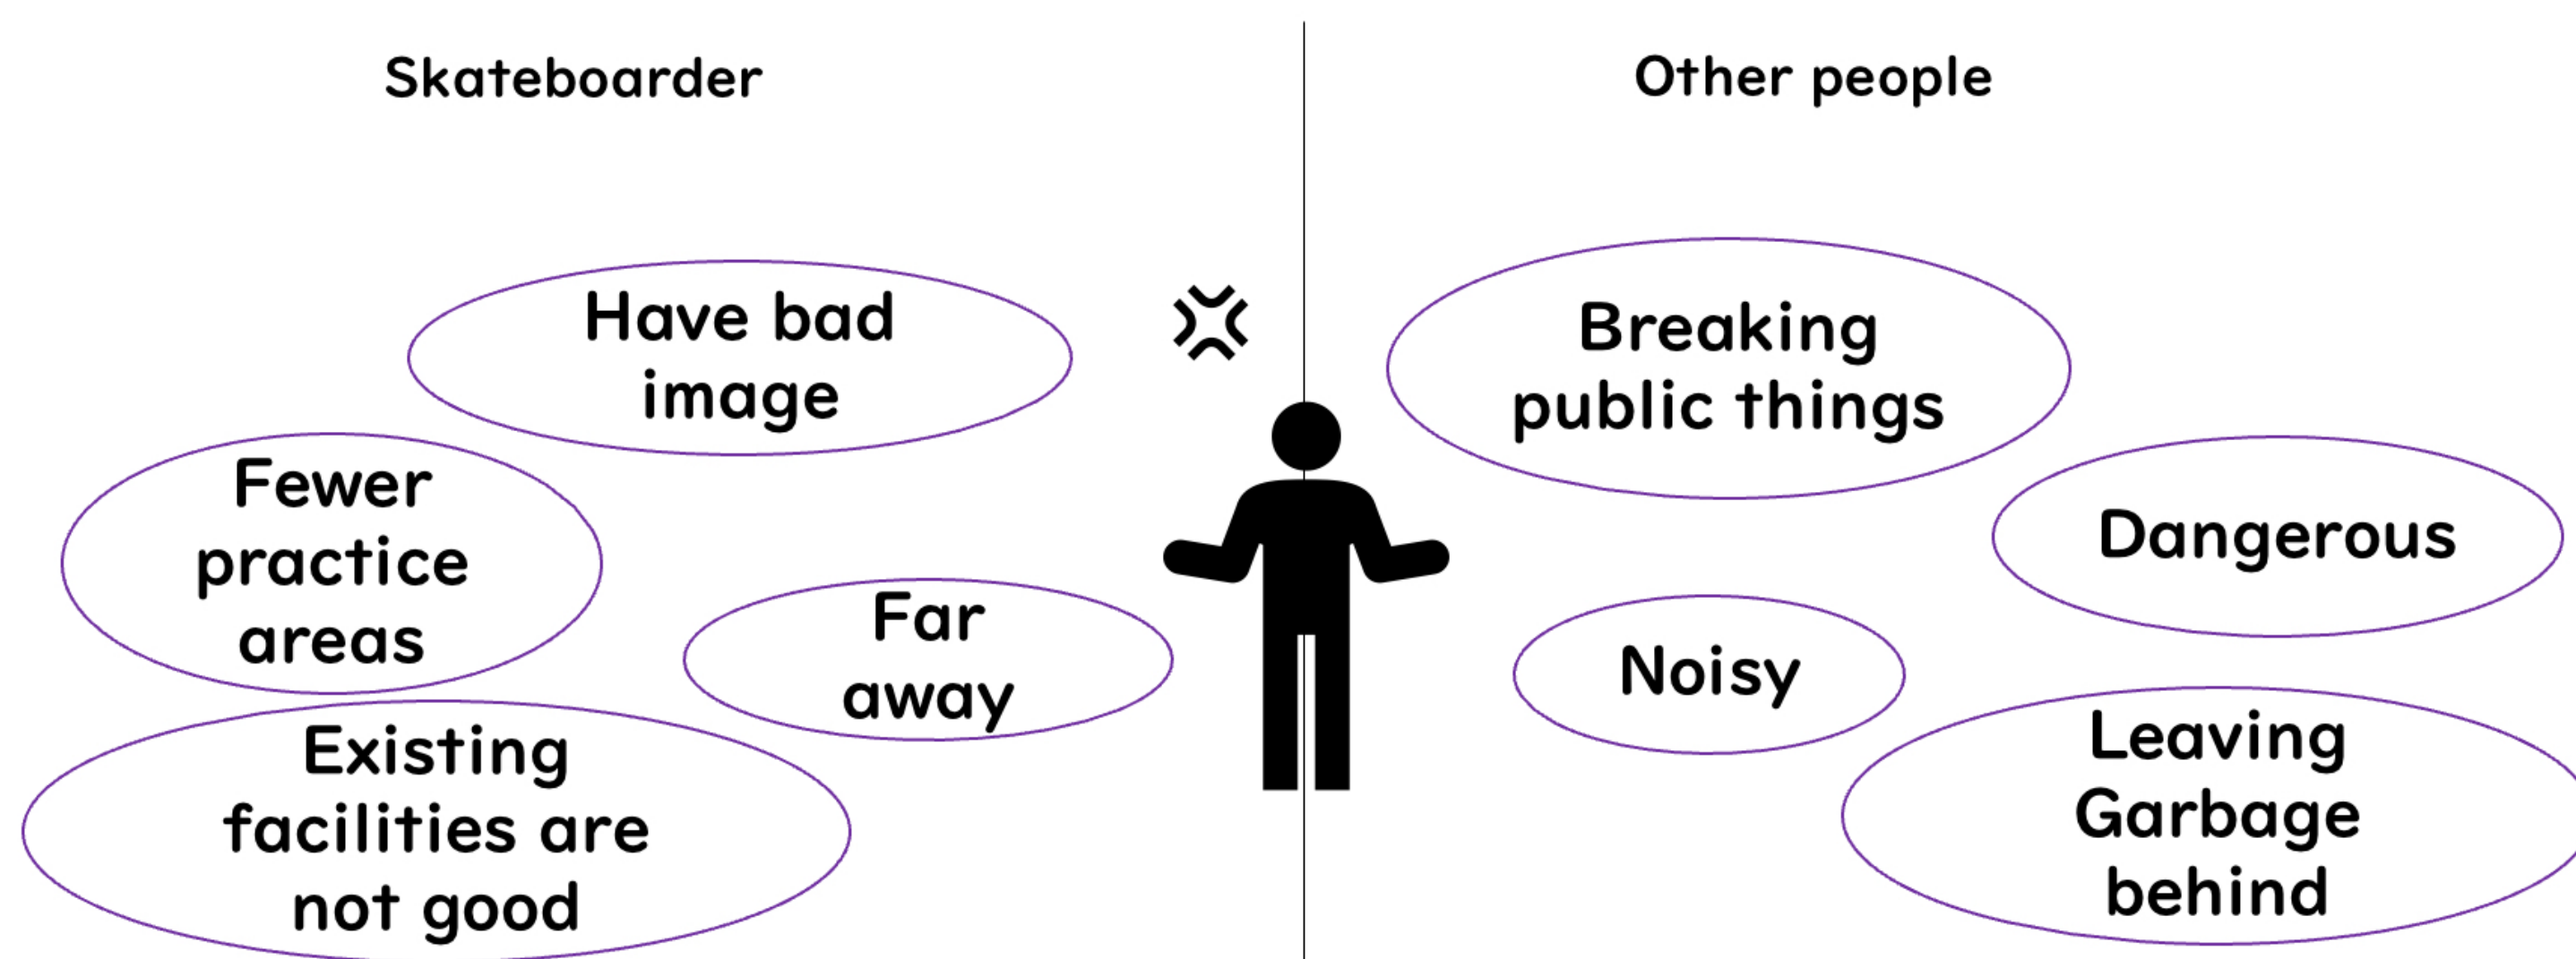 Skateboarder
Have bad
image
Fewer
practice
areas
Far
away
Existing
facilities are
not good
Other people
Breaking
public things
Dangerous
Noisy
Leaving
Garbage
behind